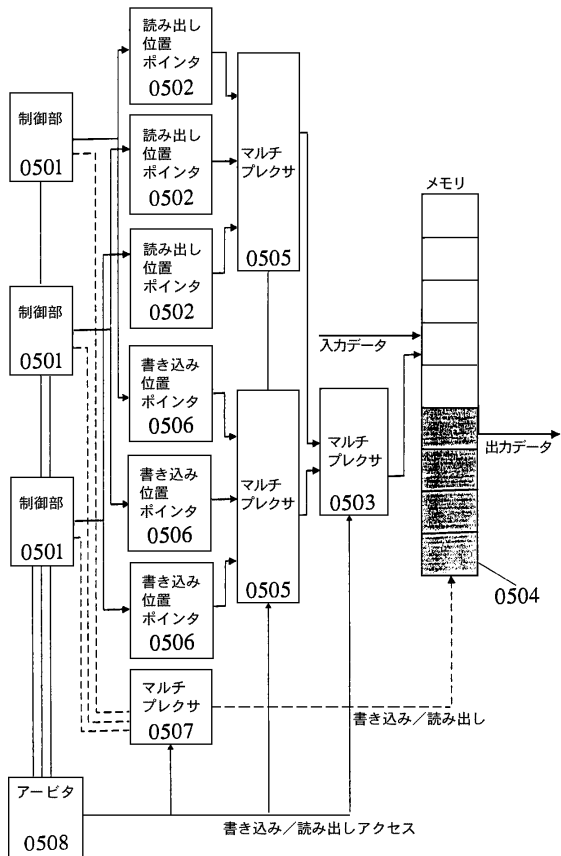 読み出し
位置
ポインタ
0502
制御部
0501
読み出し
位置
ポインタ
0502
マルチ
プレクサ
0505
メモリ
読み出し
位置
ポインタ
0502
制御部
0501
入力データ
書き込み
位置
ポインタ
0506
マルチ
プレクサ
0505
マルチ
プレクサ
0503
出力データ
制御部
0501
書き込み
位置
ポインタ
0506
書き込み
位置
ポインタ
0506
0504
マルチ
プレクサ
0507
書き込み/読み出し
アービタ
0508
書き込み/読み出しアクセス